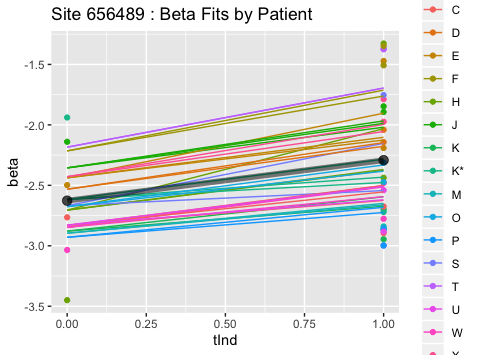 Site 656489 : Beta Fits by Patient
beta
-1.5
-2.0
-2.5
-3.0
-3.5
0.00
0.25
0.50
0.75
1.00
tInd
C
D
E
F
H
J
K
K*
M
O
P
S
T
U
W